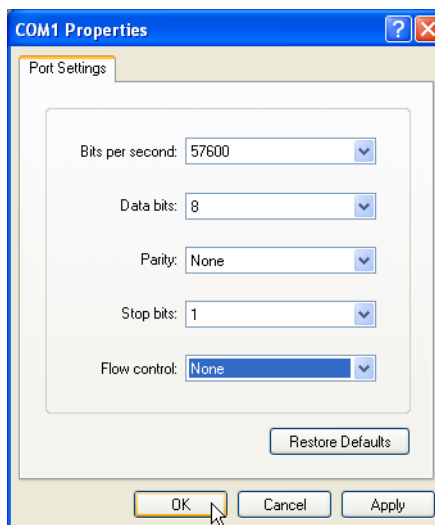 COM1 Properties
Port Settings
Bits per second: 57600
Data bits: 8
Parity: None
Stop bits: 1
Flow control: None
Restore Defaults
OK Cancel Apply